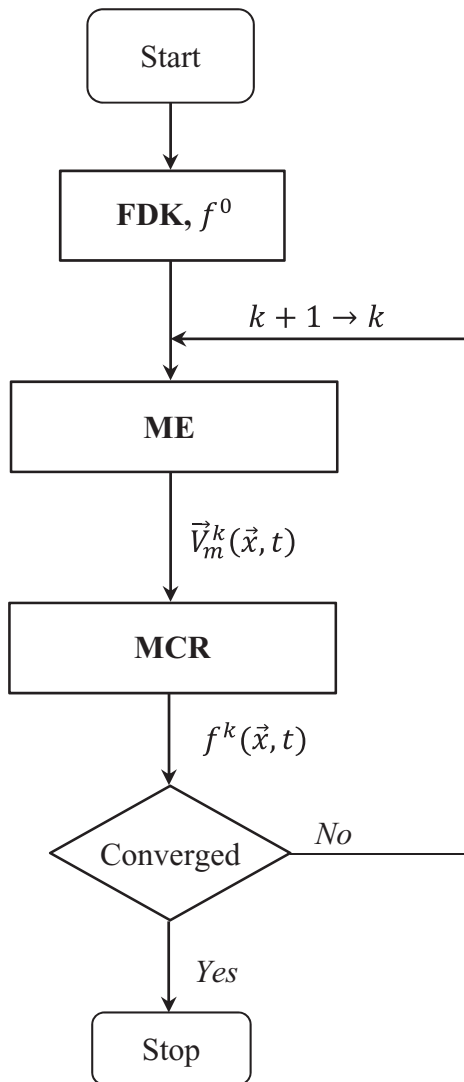 Start
FDK, f⁰
k + 1 → k
ME
V⃗ₘᵏ(x⃗, t)
MCR
fᵏ(x⃗, t)
Converged
No
Yes
Stop